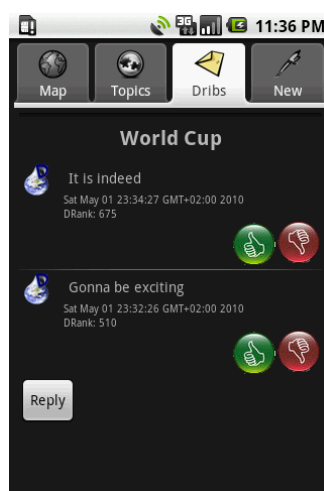 3G 11:36 PM
Map Topics Dribs New
World Cup
It is indeed
Sat May 01 23:34:27 GMT+02:00 2010
DRank: 675
Gonna be exciting
Sat May 01 23:32:26 GMT+02:00 2010
DRank: 510
Reply